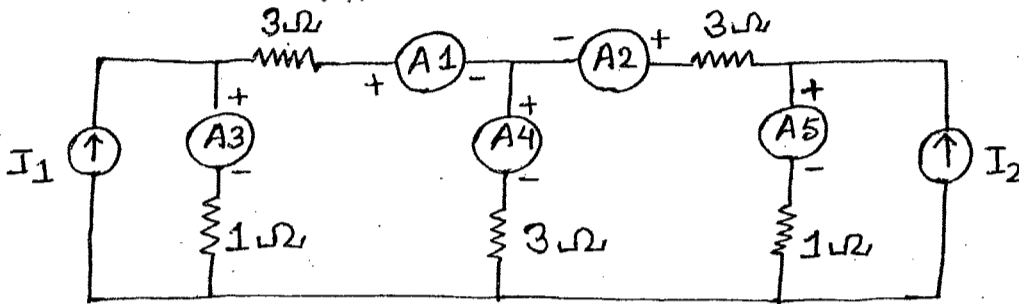 3Ω 3Ω
+ A1 - - A2 +
I1 + A3 - + A4 - + A5 - I2
1Ω 3Ω 1Ω